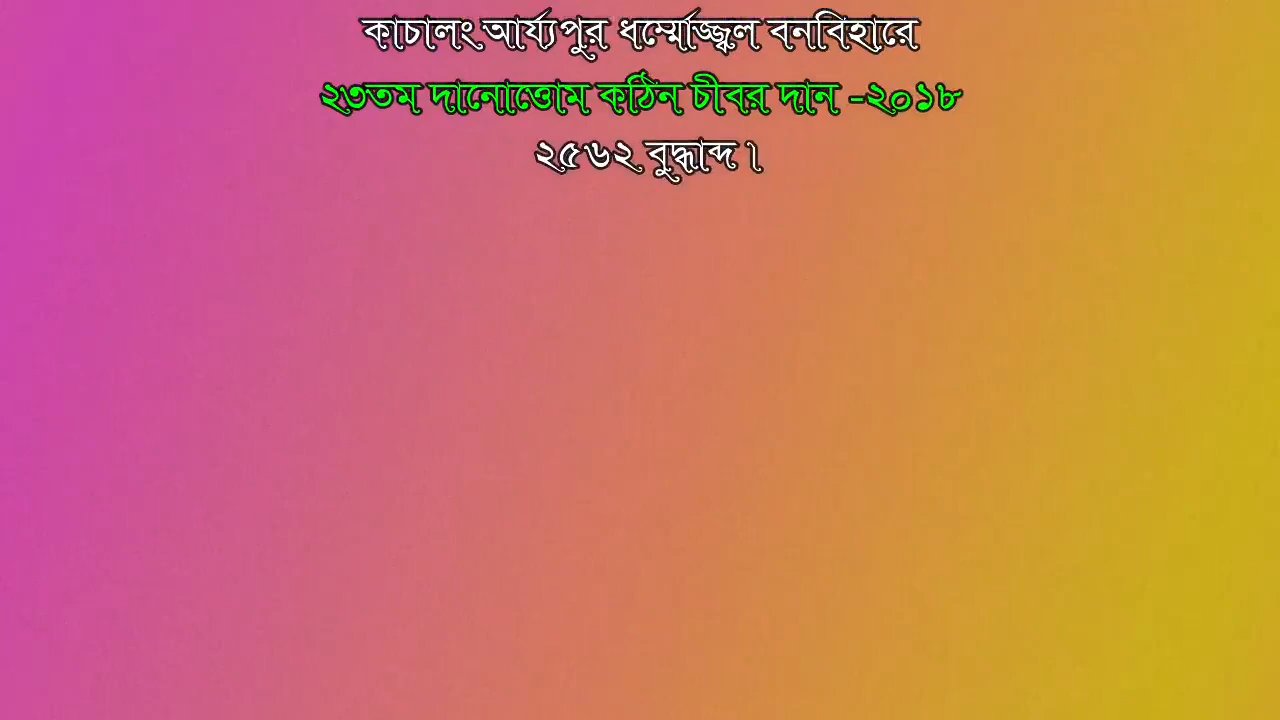 কাচালং আর্য্যপুর ধর্ম্মোজ্জ্বল বনবিহারে
২৩তম দানোত্তোম কঠিন চীবর দান -২০১৮
২৫৬২ বুদ্ধাব্দ।